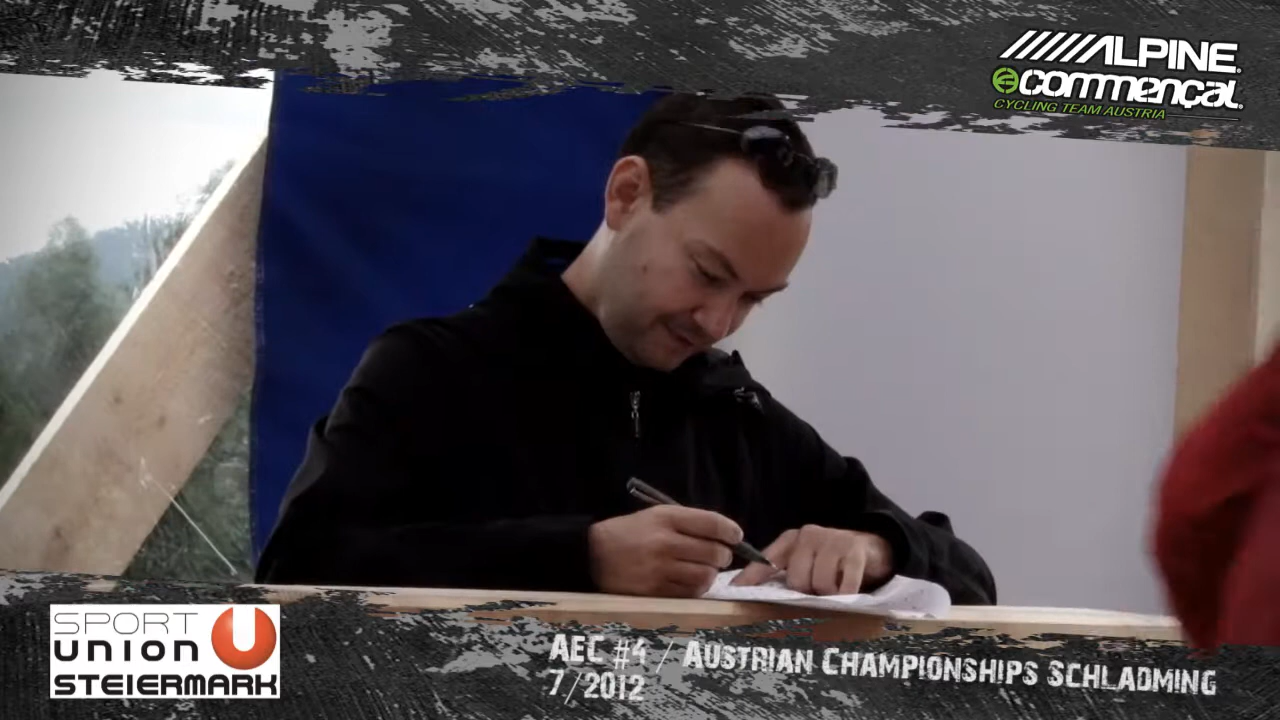 ALPINE
commençal
CYCLING TEAM AUSTRIA
SPORT
union
STEIERMARK
AEC #4 / AUSTRIAN CHAMPIONSHIPS SCHLADMING
7/2012